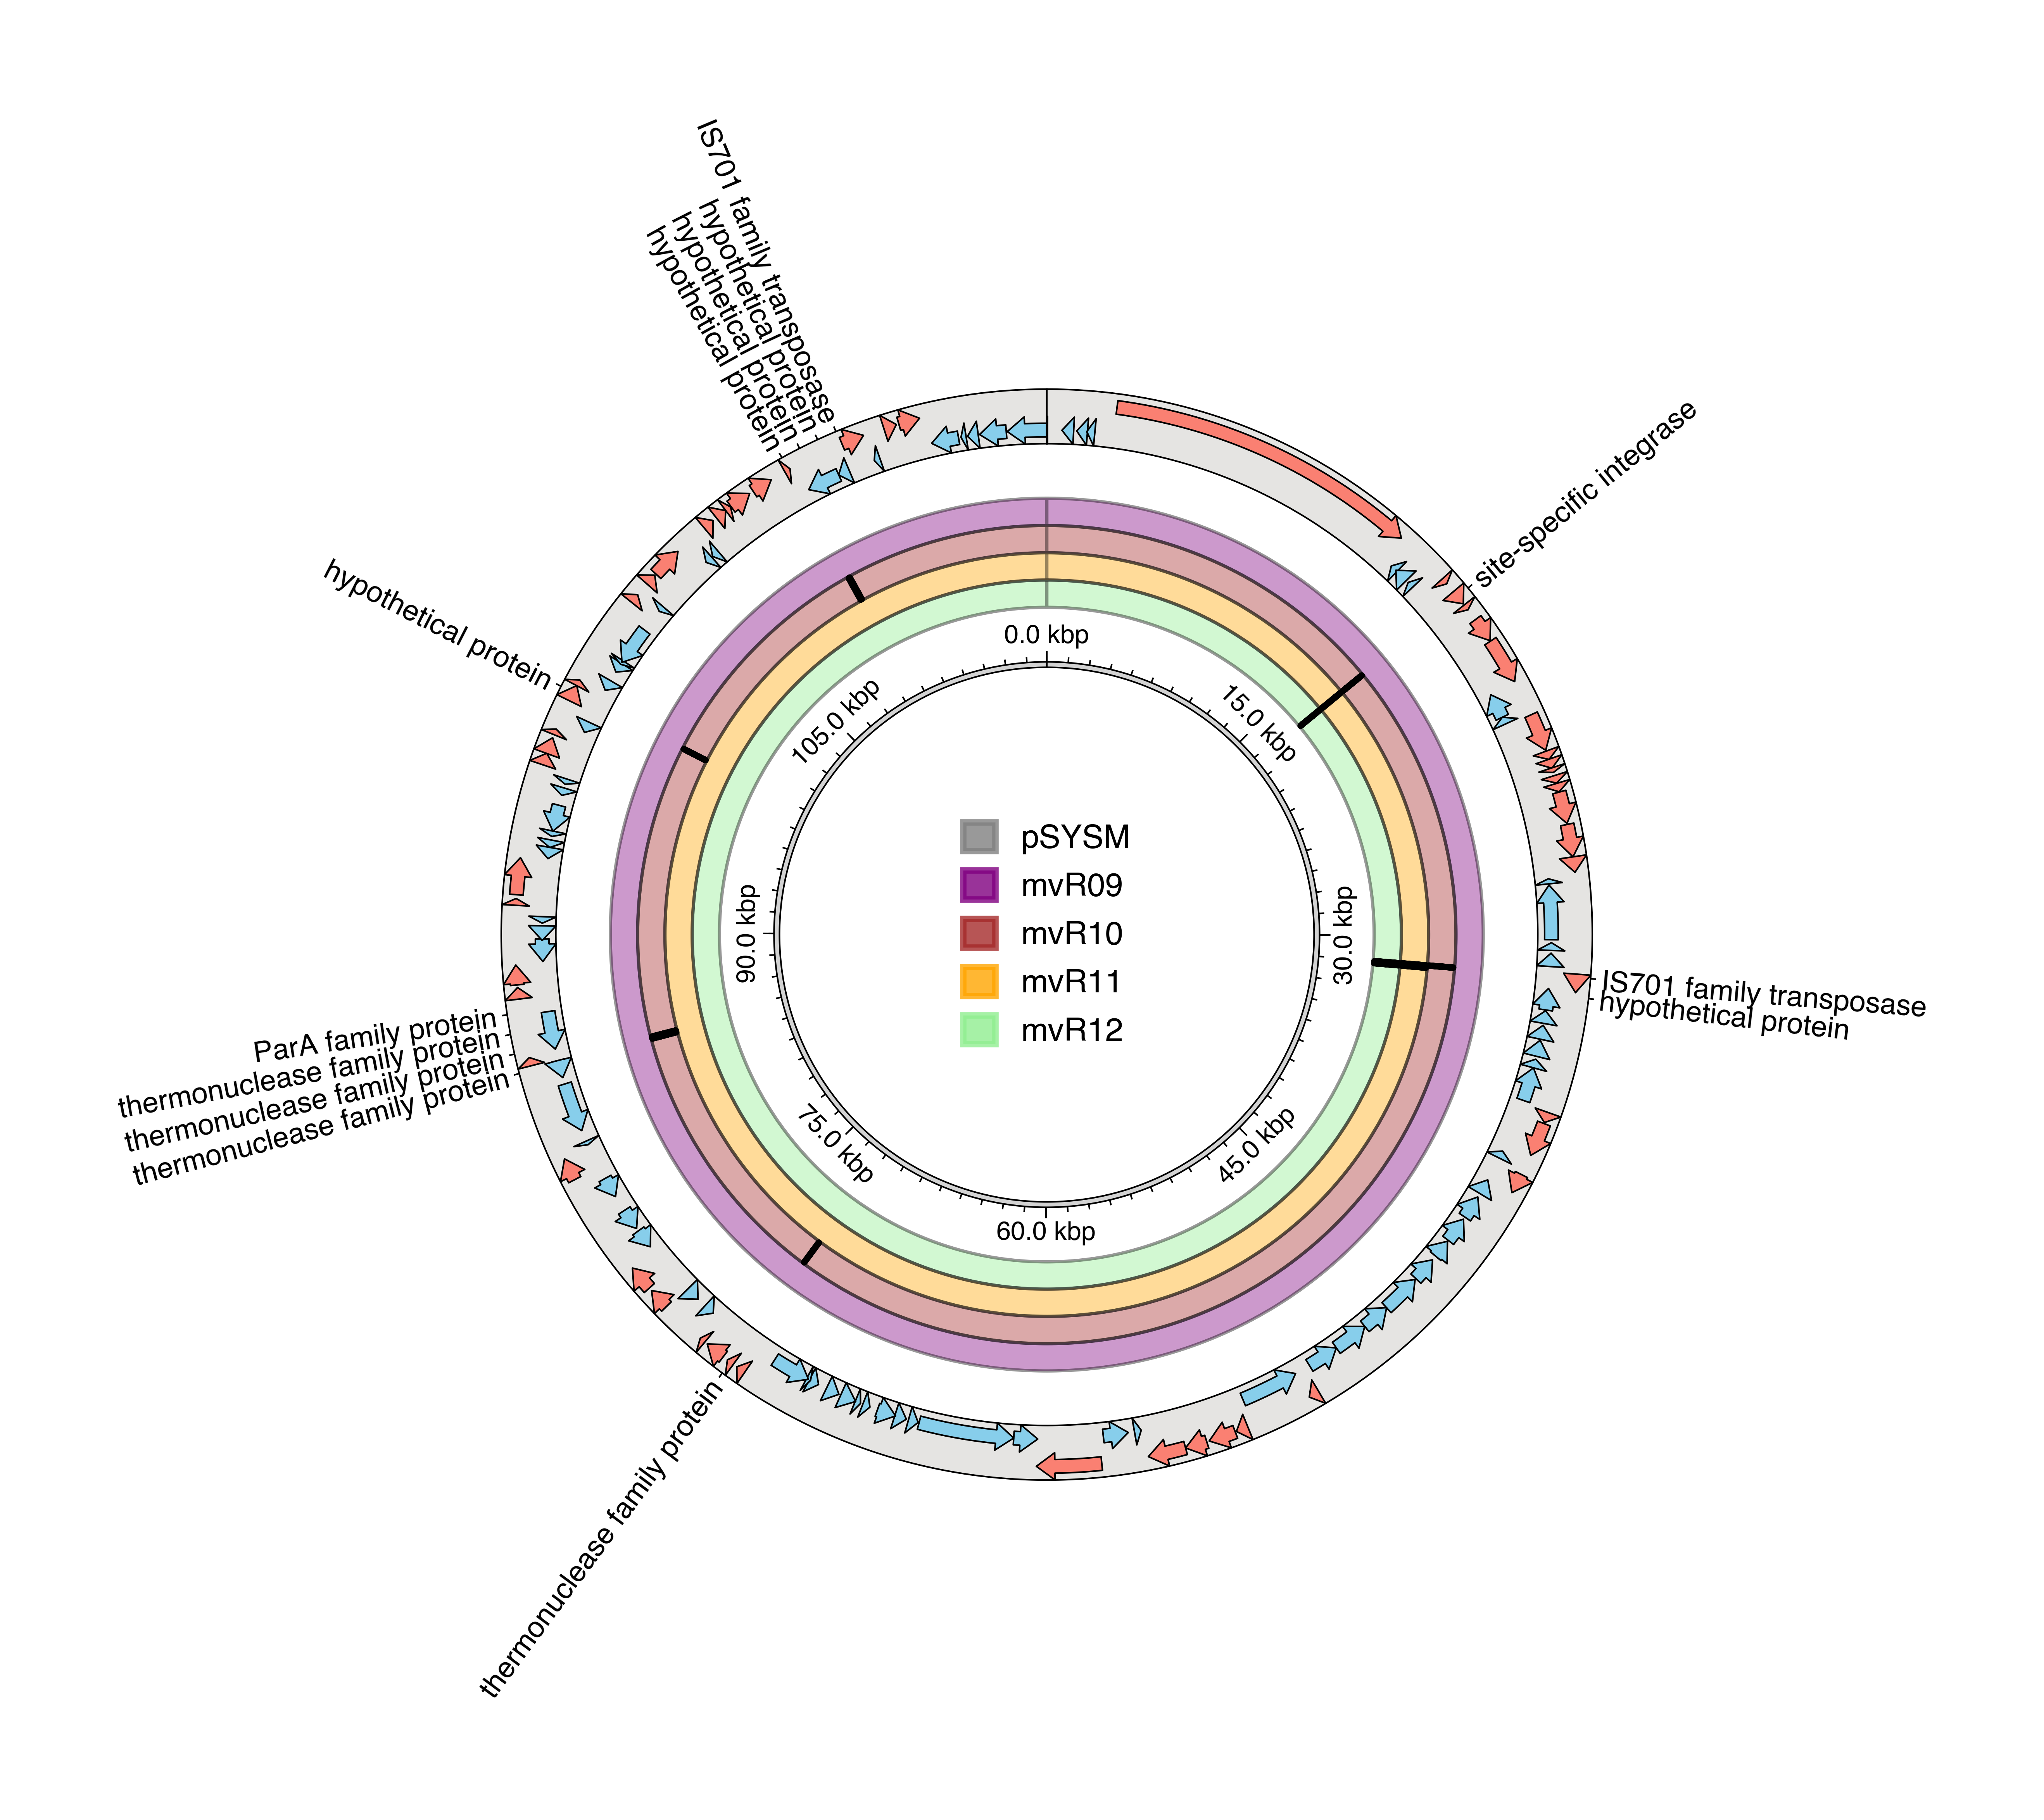 IS701 family transposase
hypothetical protein
hypothetical protein
hypothetical protein
site-specific integrase
hypothetical protein
0.0 kbp
15.0 kbp
105.0 kbp
pSYSM
mvR09
mvR10
mvR11
mvR12
90.0 kbp
30.0 kbp
IS701 family transposase
hypothetical protein
ParA family protein
thermonuclease family protein
thermonuclease family protein
thermonuclease family protein
75.0 kbp
45.0 kbp
60.0 kbp
thermonuclease family protein